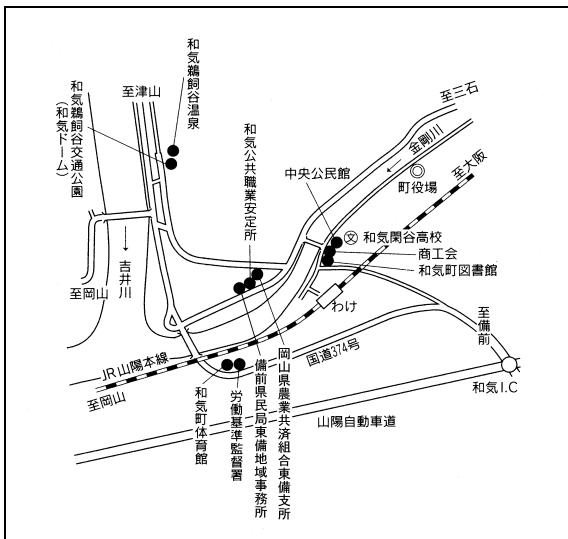 和気鵜飼谷温泉
至津山
和気鵜飼谷交通公園
(和気ドーム)
和気公共職業安定所
至三石
金剛川
至大阪
中央公民館
町役場
文
和気閑谷高校
商工会
和気町図書館
吉井川
至岡山
わけ
至備前
国道374号
JR山陽本線
至岡山
和気I.C
山陽自動車道
和気町体育館
労働基準監督署
備前県民局東備地域事務所
岡山県農業共済組合東備支所